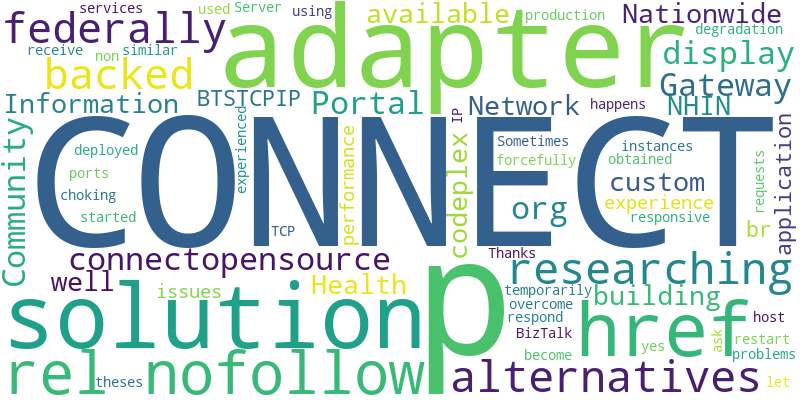 services used Server using production
federally adapter available Nationwide
receive non similar degradation
backed display
Information BTSTCPIP Portal Network happens NHIN Gateway
IP
CONNECT
Community deployed experienced performance codeplex Sometimes instances requests application
ports forcefully obtained
choking custom
started org experience responsive
TCP br
connectopensource Thanks researching
well issues Health p temporarily building
solution overcome href host
respond
BizTalk ask restart
become yes problems
rel theses nofollow alternatives let